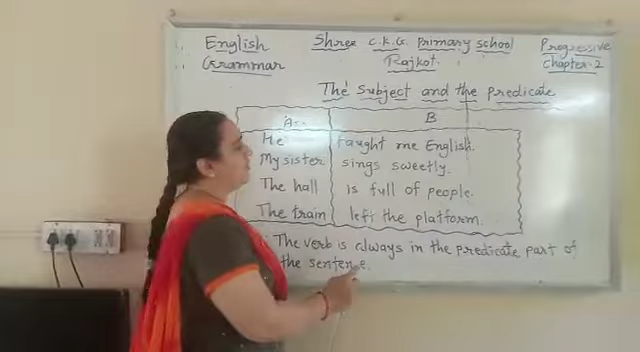 English Grammar
Shree C.K.G. Primary School
Rajkot.
Progressive
Chapter-2
The Subject and the Predicate
A B
He taught me English.
My sister sings sweetly.
The hall is full of people.
The train left the platform.
The verb is always in the predicate part of
the sentence.